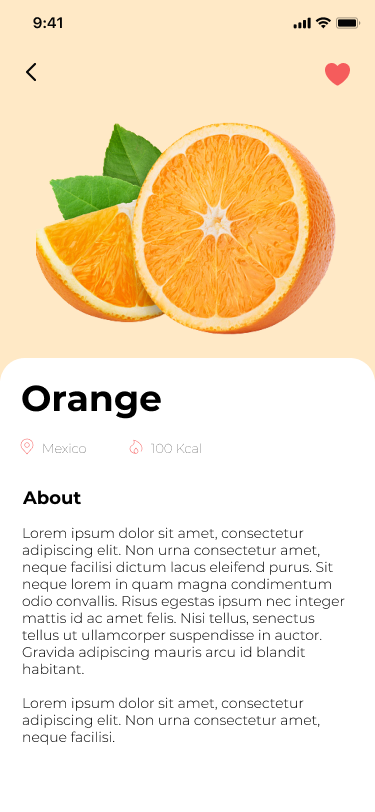 9:41
Orange
Mexico
100 Kcal
About
Lorem ipsum dolor sit amet, consectetur
adipiscing elit. Non urna consectetur amet,
neque facilisi dictum lacus eleifend purus. Sit
neque lorem in quam magna condimentum
odio convallis. Risus egestas ipsum nec integer
mattis id ac amet felis. Nisi tellus, senectus
tellus ut ullamcorper suspendisse in auctor.
Gravida adipiscing mauris arcu id blandit
habitant.
Lorem ipsum dolor sit amet, consectetur
adipiscing elit. Non urna consectetur amet,
neque facilisi.